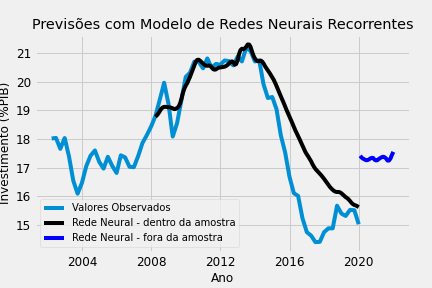 Previsões com Modelo de Redes Neurais Recorrentes
Investimento (%PIB)
21
20
19
18
17
16
15
Valores Observados
Rede Neural - dentro da amostra
Rede Neural - fora da amostra
2004
2008
2012
2016
2020
Ano